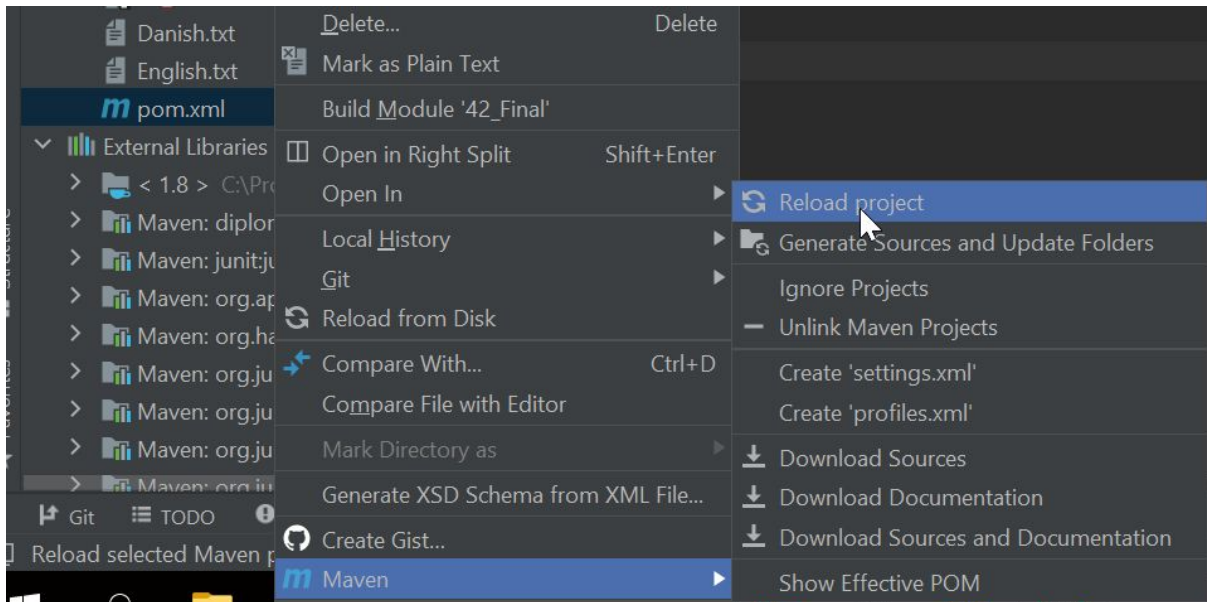 Danish.txt
English.txt
pom.xml
External Libraries
< 1.8 > C:\Pro
Maven: diplon
Maven: junit:ju
Maven: org.ap
Maven: org.ha
Maven: org.ju
Maven: org.ju
Maven: org.ju
Maven: org.ju
Git TODO
Reload selected Maven p
Delete... Delete
Mark as Plain Text
Build Module '42_Final'
Open in Right Split Shift+Enter
Open In
Local History
Git
Reload from Disk
Compare With... Ctrl+D
Compare File with Editor
Mark Directory as
Generate XSD Schema from XML File...
Create Gist...
Maven
Reload project
Generate Sources and Update Folders
Ignore Projects
Unlink Maven Projects
Create 'settings.xml'
Create 'profiles.xml'
Download Sources
Download Documentation
Download Sources and Documentation
Show Effective POM